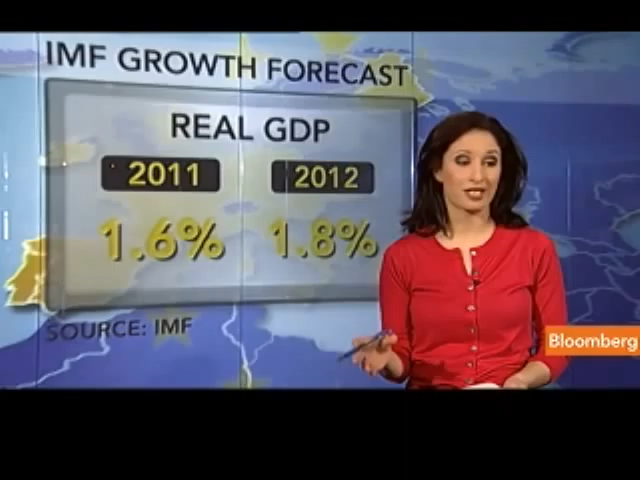 IMF GROWTH FORECAST
REAL GDP
2011 2012
1.6% 1.8%
SOURCE: IMF
Bloomberg